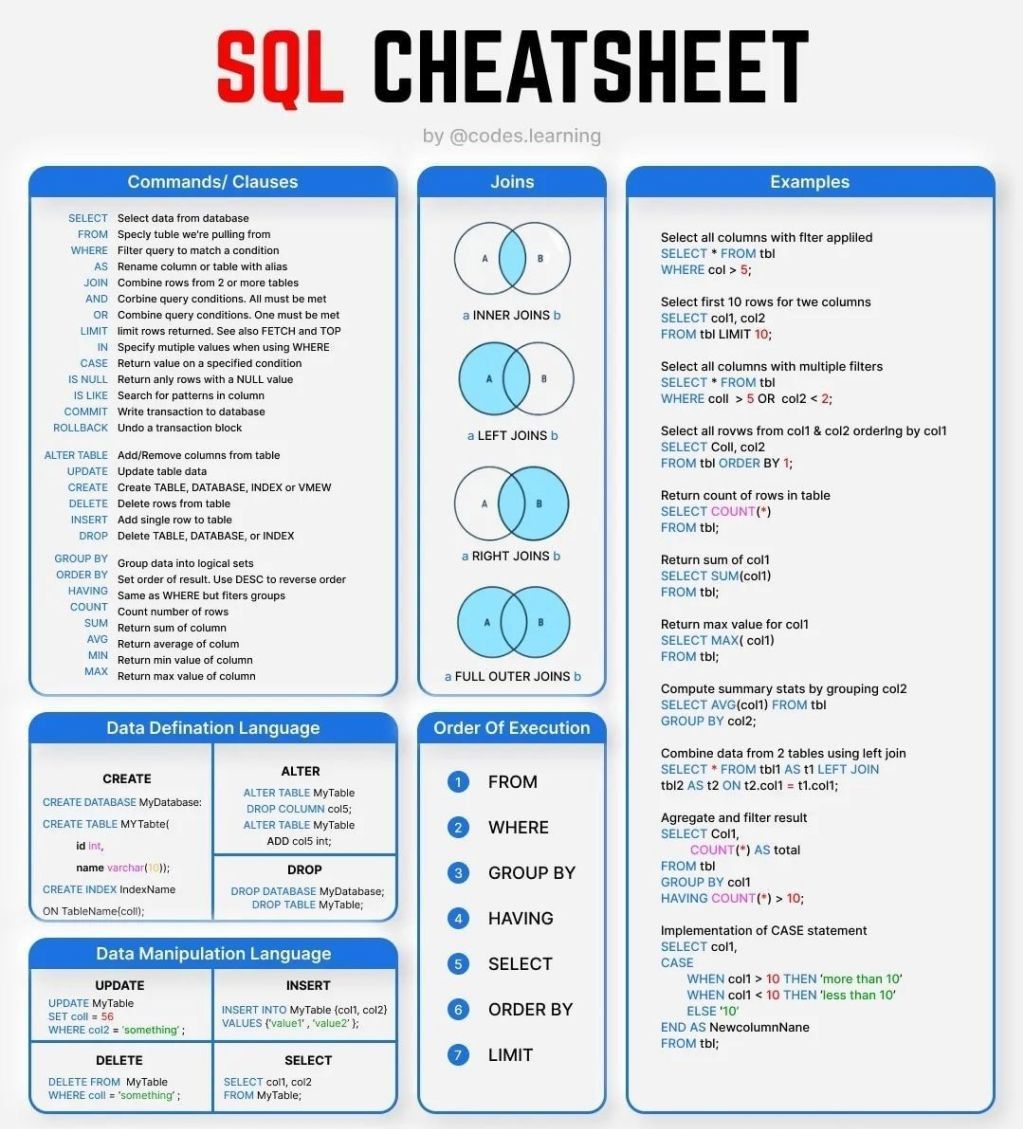 SQL CHEATSHEET
by @codes.learning
Commands/ Clauses
SELECT Select data from database
FROM Specly tuble we're pulling from
WHERE Filter query to match a condition
AS Rename column or table with alias
JOIN Combine rows from 2 or more tables
AND Corbine query conditions. All must be met
OR Combine query conditions. One must be met
LIMIT limit rows returned. See also FETCH and TOP
IN Specify mutiple values when using WHERE
CASE Return value on a specified condition
IS NULL Return anly rows with a NULL value
IS LIKE Search for patterns in column
COMMIT Write transaction to database
ROLLBACK Undo a transaction block
ALTER TABLE Add/Remove columns from table
UPDATE Update table data
CREATE Create TABLE, DATABASE, INDEX or VMEW
DELETE Delete rows from table
INSERT Add single row to table
DROP Delete TABLE, DATABASE, or INDEX
GROUP BY Group data into logical sets
ORDER BY Set order of result. Use DESC to reverse order
HAVING Same as WHERE but fiters groups
COUNT Count number of rows
SUM Return sum of column
AVG Return average of colum
MIN Return min value of column
MAX Return max value of column
Joins
A B
a INNER JOINS b
A B
a LEFT JOINS b
A B
a RIGHT JOINS b
A B
a FULL OUTER JOINS b
Examples
Select all columns with flter appliled
SELECT * FROM tbl
WHERE col > 5;
Select first 10 rows for twe columns
SELECT col1, col2
FROM tbl LIMIT 10;
Select all columns with multiple filters
SELECT * FROM tbl
WHERE coll > 5 OR col2 < 2;
Select all rovws from col1 & col2 orderlng by col1
SELECT Coll, col2
FROM tbl ORDER BY 1;
Return count of rows in table
SELECT COUNT(*)
FROM tbl;
Return sum of col1
SELECT SUM(col1)
FROM tbl;
Return max value for col1
SELECT MAX( col1)
FROM tbl;
Compute summary stats by grouping col2
SELECT AVG(col1) FROM tbl
GROUP BY col2;
Combine data from 2 tables using left join
SELECT * FROM tbl1 AS t1 LEFT JOIN
tbl2 AS t2 ON t2.col1 = t1.col1;
Agregate and filter result
SELECT Col1,
COUNT(*) AS total
FROM tbl
GROUP BY col1
HAVING COUNT(*) > 10;
Implementation of CASE statement
SELECT col1,
CASE
WHEN col1 > 10 THEN 'more than 10'
WHEN col1 < 10 THEN 'less than 10'
ELSE '10'
END AS NewcolumnNane
FROM tbl;
Data Defination Language
CREATE
CREATE DATABASE MyDatabase:
CREATE TABLE MYTabte(
id int,
name varchar(10));
CREATE INDEX IndexName
ON TableName{coll);
ALTER
ALTER TABLE MyTable
DROP COLUMN col5;
ALTER TABLE MyTable
ADD col5 int;
DROP
DROP DATABASE MyDatabase;
DROP TABLE MyTable;
Order Of Execution
1 FROM
2 WHERE
3 GROUP BY
4 HAVING
5 SELECT
6 ORDER BY
7 LIMIT
Data Manipulation Language
UPDATE
UPDATE MyTable
SET coll = 56
WHERE col2 = 'something' ;
INSERT
INSERT INTO MyTable {col1, col2}
VALUES {'value1' , 'value2' };
DELETE
DELETE FROM MyTable
WHERE coll = 'something' ;
SELECT
SELECT col1, col2
FROM MyTable;